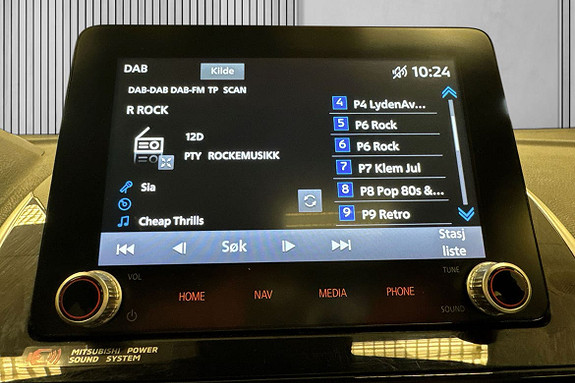 DAB Kilde 10:24
DAB-DAB DAB-FM TP SCAN
R ROCK
12D
PTY ROCKEMUSIKK
Sia
Cheap Thrills
4 P4 LydenAv...
5 P6 Rock
6 P6 Rock
7 P7 Klem Jul
8 P8 Pop 80s &...
9 P9 Retro
Søk
Stasj
liste
VOL
TUNE
HOME NAV MEDIA PHONE
SOUND
MITSUBISHI POWER
SOUND SYSTEM